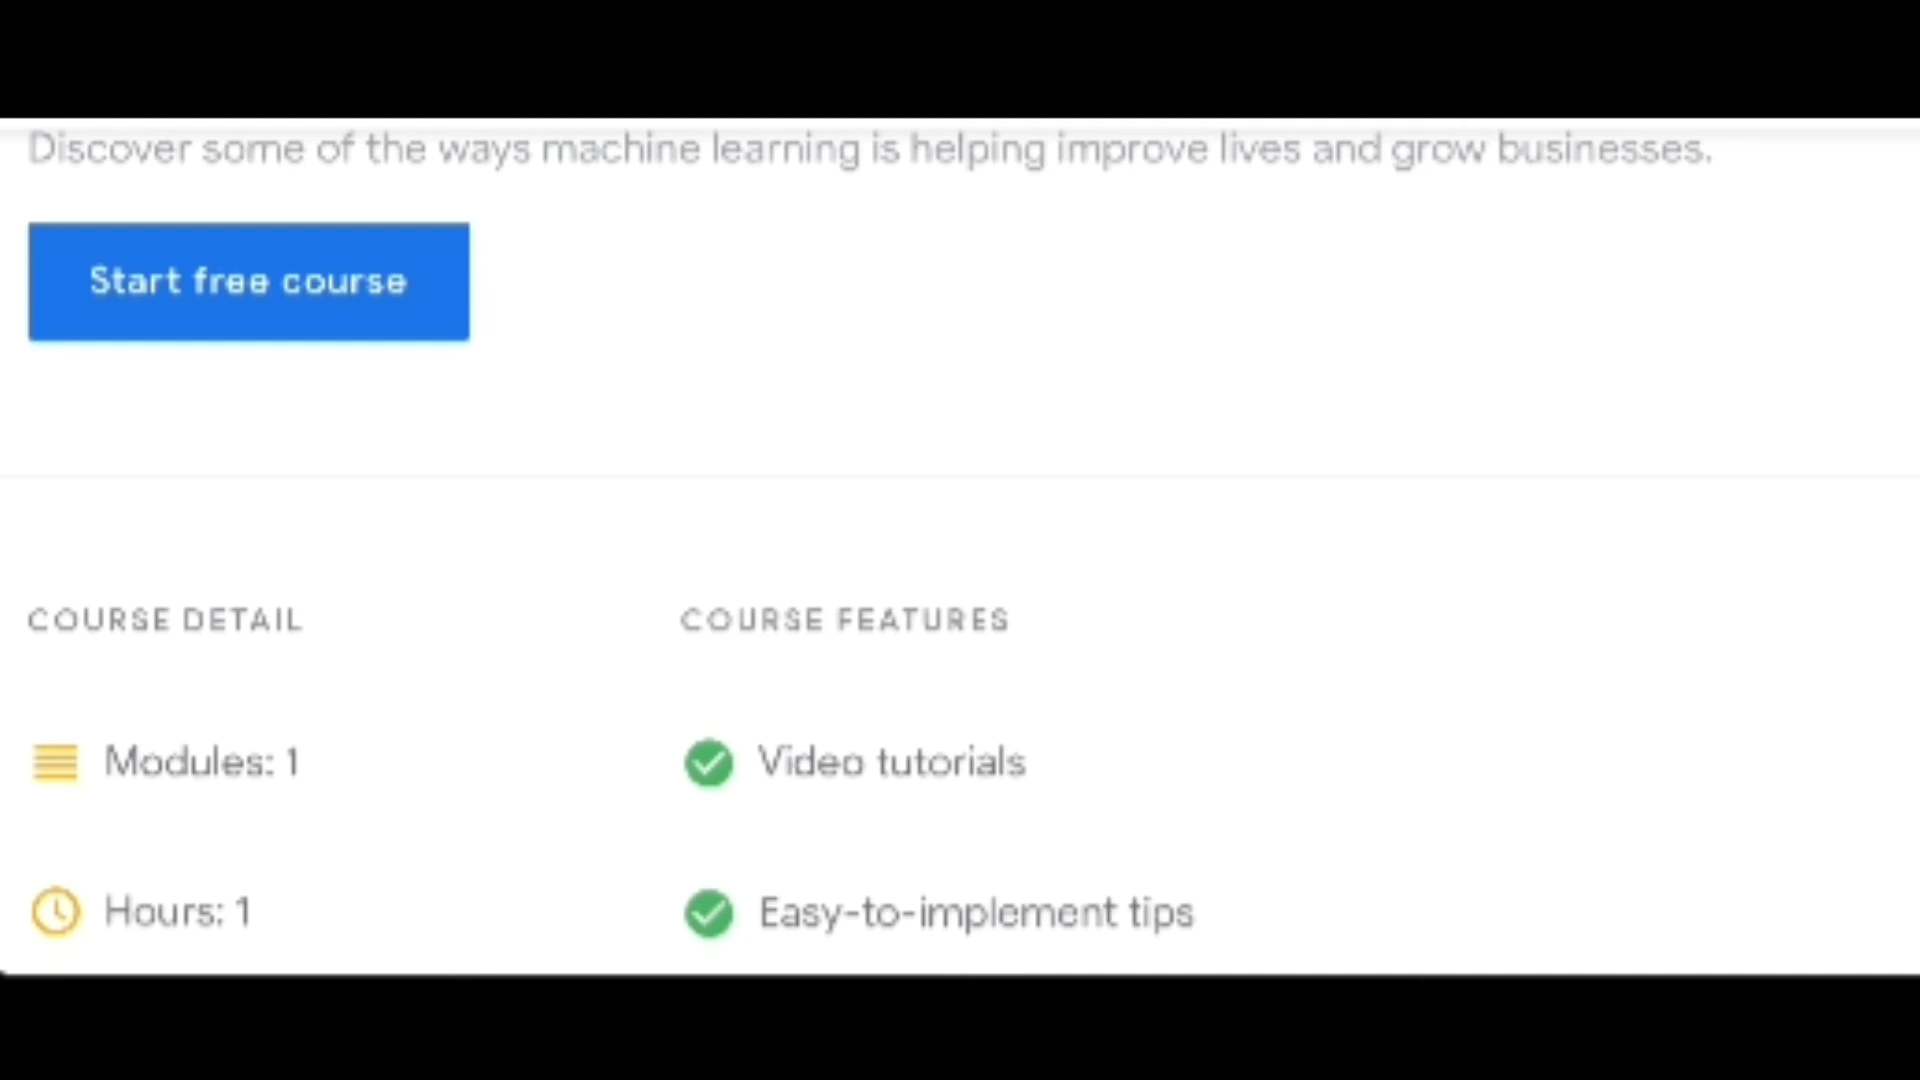 Discover some of the ways machine learning is helping improve lives and grow businesses.
Start free course
COURSE DETAIL
COURSE FEATURES
Modules: 1
Video tutorials
Hours: 1
Easy-to-implement tips